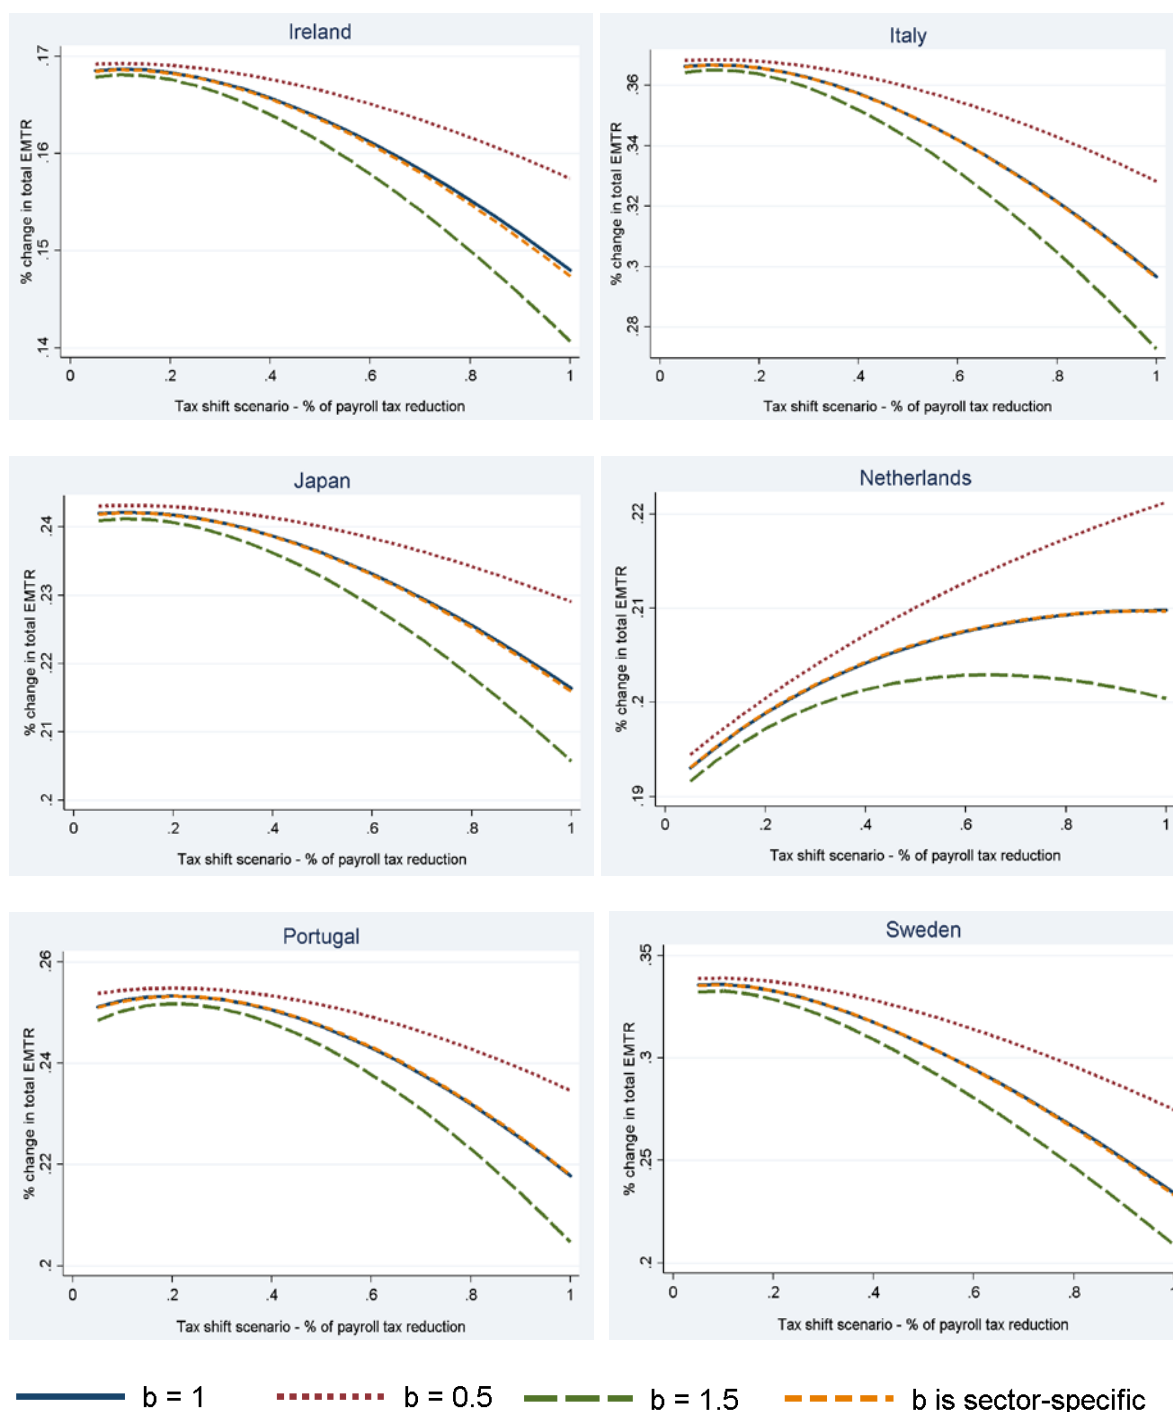 Ireland
% change in total EMTR
.17
.16
.15
.14
0 .2 .4 .6 .8 1
Tax shift scenario - % of payroll tax reduction
Italy
% change in total EMTR
.36
.34
.32
.3
.28
0 .2 .4 .6 .8 1
Tax shift scenario - % of payroll tax reduction
Japan
% change in total EMTR
.24
.23
.22
.21
.2
0 .2 .4 .6 .8 1
Tax shift scenario - % of payroll tax reduction
Netherlands
% change in total EMTR
.22
.21
.2
.19
0 .2 .4 .6 .8 1
Tax shift scenario - % of payroll tax reduction
Portugal
% change in total EMTR
.26
.24
.22
.2
0 .2 .4 .6 .8 1
Tax shift scenario - % of payroll tax reduction
Sweden
% change in total EMTR
.35
.3
.25
.2
0 .2 .4 .6 .8 1
Tax shift scenario - % of payroll tax reduction
b = 1 b = 0.5 b = 1.5 b is sector-specific